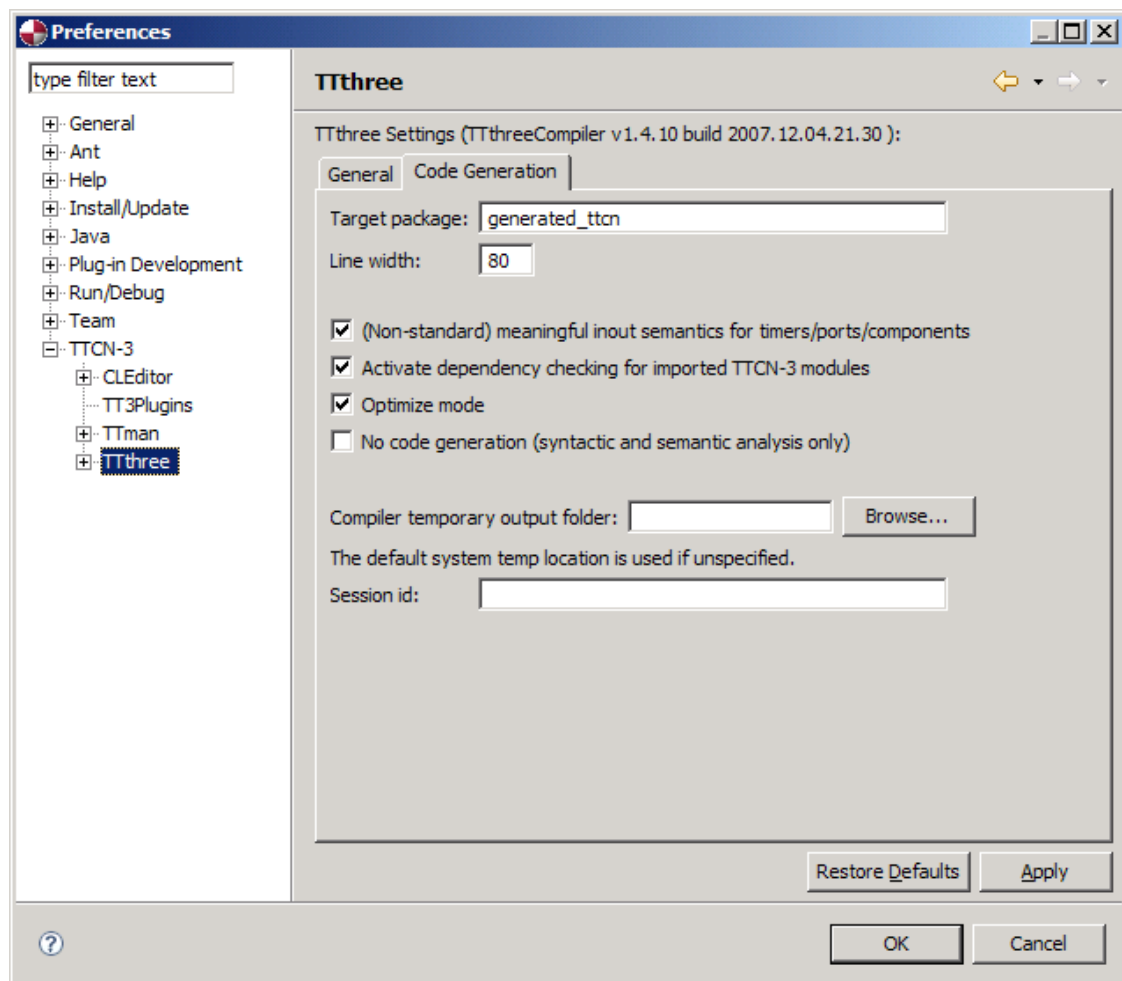 Preferences
type filter text
General
Ant
Help
Install/Update
Java
Plug-in Development
Run/Debug
Team
TTCN-3
CLEditor
TT3Plugins
TTman
TTthree
TTthree
TTthree Settings (TTthreeCompiler v1.4.10 build 2007.12.04.21.30 ):
General Code Generation
Target package: generated_ttcn
Line width: 80
(Non-standard) meaningful inout semantics for timers/ports/components
Activate dependency checking for imported TTCN-3 modules
Optimize mode
No code generation (syntactic and semantic analysis only)
Compiler temporary output folder: Browse...
The default system temp location is used if unspecified.
Session id:
Restore Defaults Apply
OK Cancel